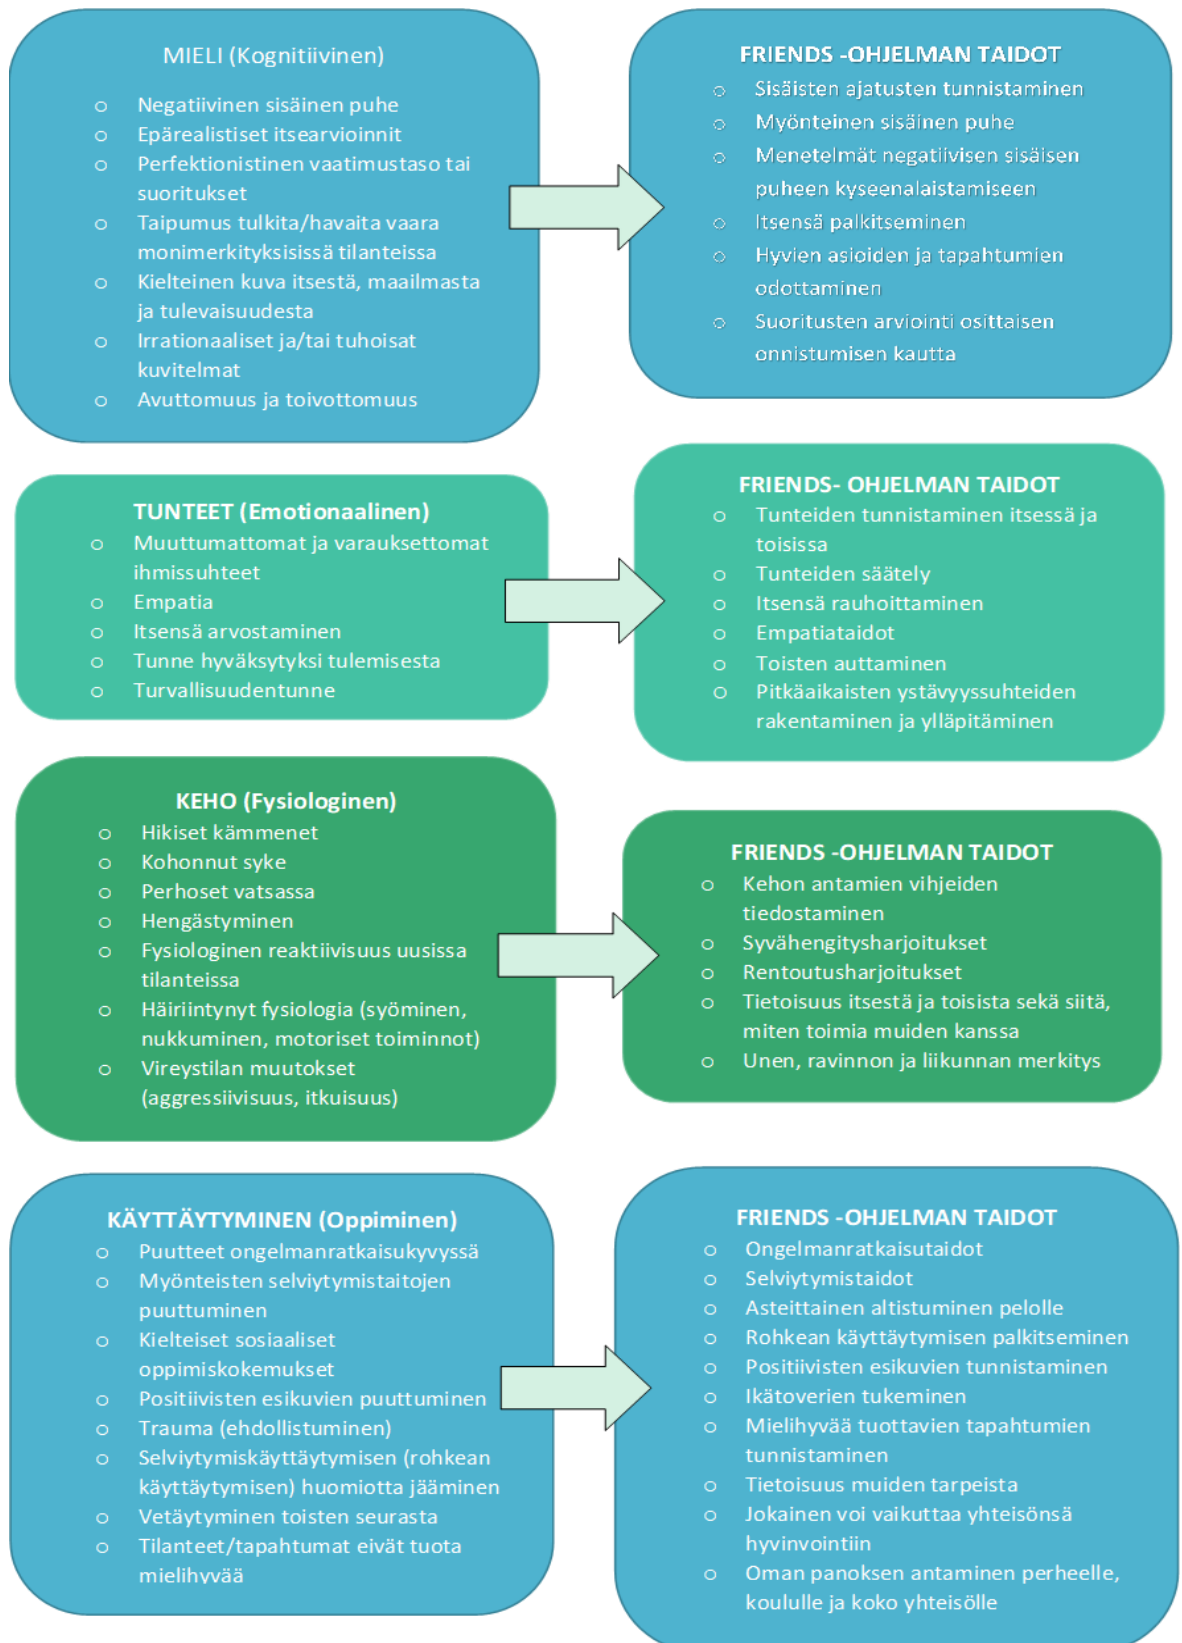 MIELI (Kognitiivinen)
o Negatiivinen sisäinen puhe
o Epärealistiset itsearvioinnit
o Perfektionistinen vaatimustaso tai
suoritukset
o Taipumus tulkita/havaita vaara
monimerkityksisissä tilanteissa
o Kielteinen kuva itsestä, maailmasta
ja tulevaisuudesta
o Irrationaaliset ja/tai tuhoisat
kuvitelmat
o Avuttomuus ja toivottomuus
FRIENDS -OHJELMAN TAIDOT
o Sisäisten ajatusten tunnistaminen
o Myönteinen sisäinen puhe
o Menetelmät negatiivisen sisäisen
puheen kyseenalaistamiseen
o Itsensä palkitseminen
o Hyvien asioiden ja tapahtumien
odottaminen
o Suoritusten arviointi osittaisen
onnistumisen kautta
TUNTEET (Emotionaalinen)
o Muuttumattomat ja varauksettomat
ihmissuhteet
o Empatia
o Itsensä arvostaminen
o Tunne hyväksytyksi tulemisesta
o Turvallisuudentunne
FRIENDS- OHJELMAN TAIDOT
o Tunteiden tunnistaminen itsessä ja
toisissa
o Tunteiden säätely
o Itsensä rauhoittaminen
o Empatiataidot
o Toisten auttaminen
o Pitkäaikaisten ystävyyssuhteiden
rakentaminen ja ylläpitäminen
KEHO (Fysiologinen)
o Hikiset kämmenet
o Kohonnut syke
o Perhoset vatsassa
o Hengästyminen
o Fysiologinen reaktiivisuus uusissa
tilanteissa
o Häiriintynyt fysiologia (syöminen,
nukkuminen, motoriset toiminnot)
o Vireystilan muutokset
(aggressiivisuus, itkuisuus)
FRIENDS -OHJELMAN TAIDOT
o Kehon antamien vihjeiden
tiedostaminen
o Syvähengitysharjoitukset
o Rentoutusharjoitukset
o Tietoisuus itsestä ja toisista sekä siitä,
miten toimia muiden kanssa
o Unen, ravinnon ja liikunnan merkitys
KÄYTTÄYTYMINEN (Oppiminen)
o Puutteet ongelmanratkaisukyvyssä
o Myönteisten selviytymistaitojen
puuttuminen
o Kielteiset sosiaaliset
oppimiskokemukset
o Positiivisten esikuvien puuttuminen
o Trauma (ehdollistuminen)
o Selviytymiskäyttäytymisen (rohkean
käyttäytymisen) huomiotta jääminen
o Vetäytyminen toisten seurasta
o Tilanteet/tapahtumat eivät tuota
mielihyvää
FRIENDS -OHJELMAN TAIDOT
o Ongelmanratkaisutaidot
o Selviytymistaidot
o Asteittainen altistuminen pelolle
o Rohkean käyttäytymisen palkitseminen
o Positiivisten esikuvien tunnistaminen
o Ikätoverien tukeminen
o Mielihyvää tuottavien tapahtumien
tunnistaminen
o Tietoisuus muiden tarpeista
o Jokainen voi vaikuttaa yhteisönsä
hyvinvointiin
o Oman panoksen antaminen perheelle,
koululle ja koko yhteisölle